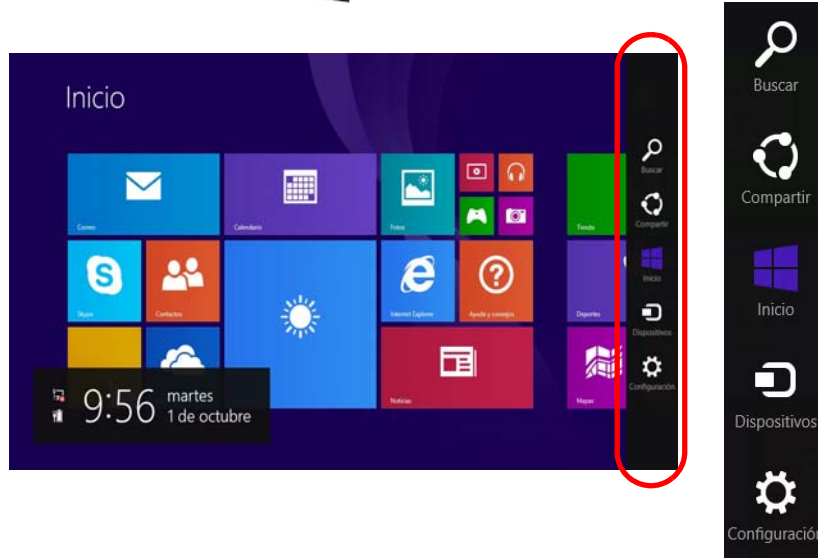 Inicio
Correo
Calendario
Fotos
Tienda
Skype
Contactos
Internet Explorer
Ayuda y consejos
Deportes
Noticias
Mapas
9:56
martes
1 de octubre
Buscar
Compartir
Inicio
Dispositivos
Configuración
Buscar
Compartir
Inicio
Dispositivos
Configuración